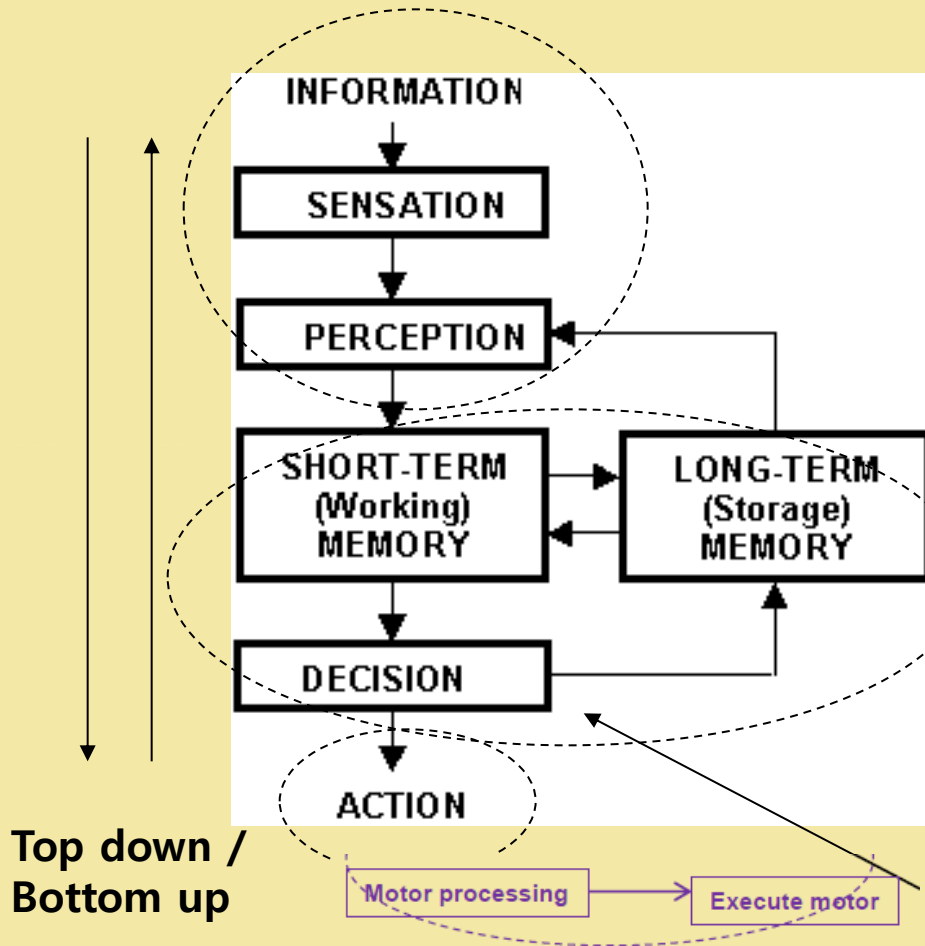 INFORMATION
SENSATION
PERCEPTION
SHORT-TERM
(Working)
MEMORY
LONG-TERM
(Storage)
MEMORY
DECISION
ACTION
Top down /
Bottom up
Motor processing
Execute motor